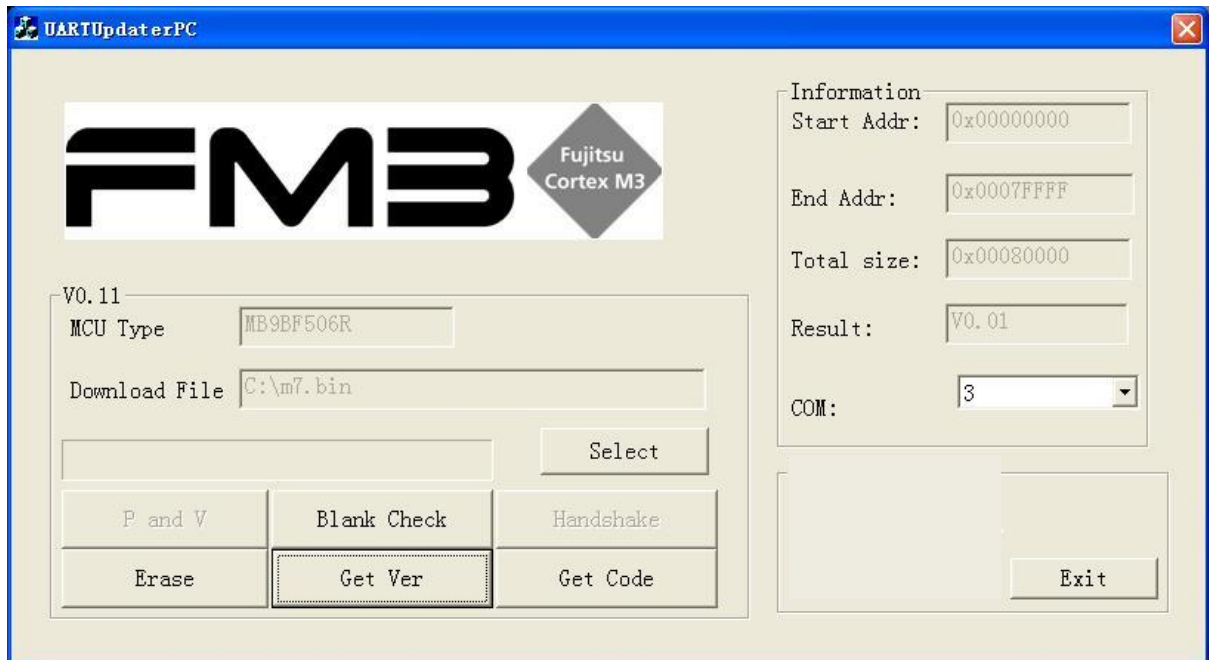 UARTUpdaterPC
FM3
Fujitsu
Cortex M3
V0.11
MCU Type
MB9BF506R
Download File
C:\m7.bin
Select
P and V
Blank Check
Handshake
Erase
Get Ver
Get Code
Information
Start Addr:
0x00000000
End Addr:
0x0007FFFF
Total size:
0x00080000
Result:
V0.01
COM:
3
Exit